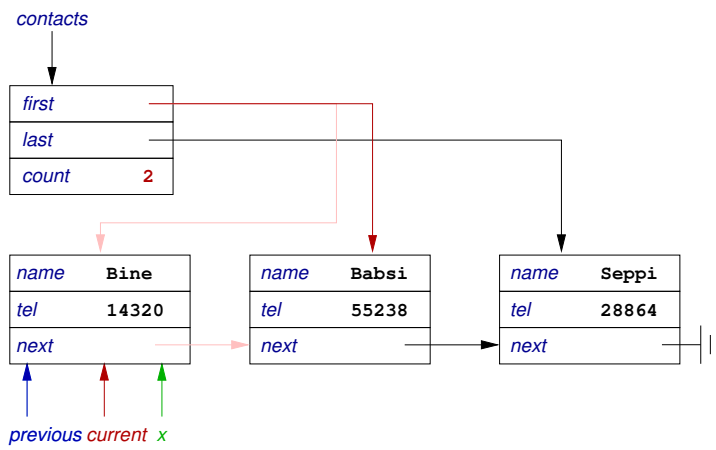 contacts
first
last
count 2
name Bine name Babsi name Seppi
tel 14320 tel 55238 tel 28864
next next next
previous current x